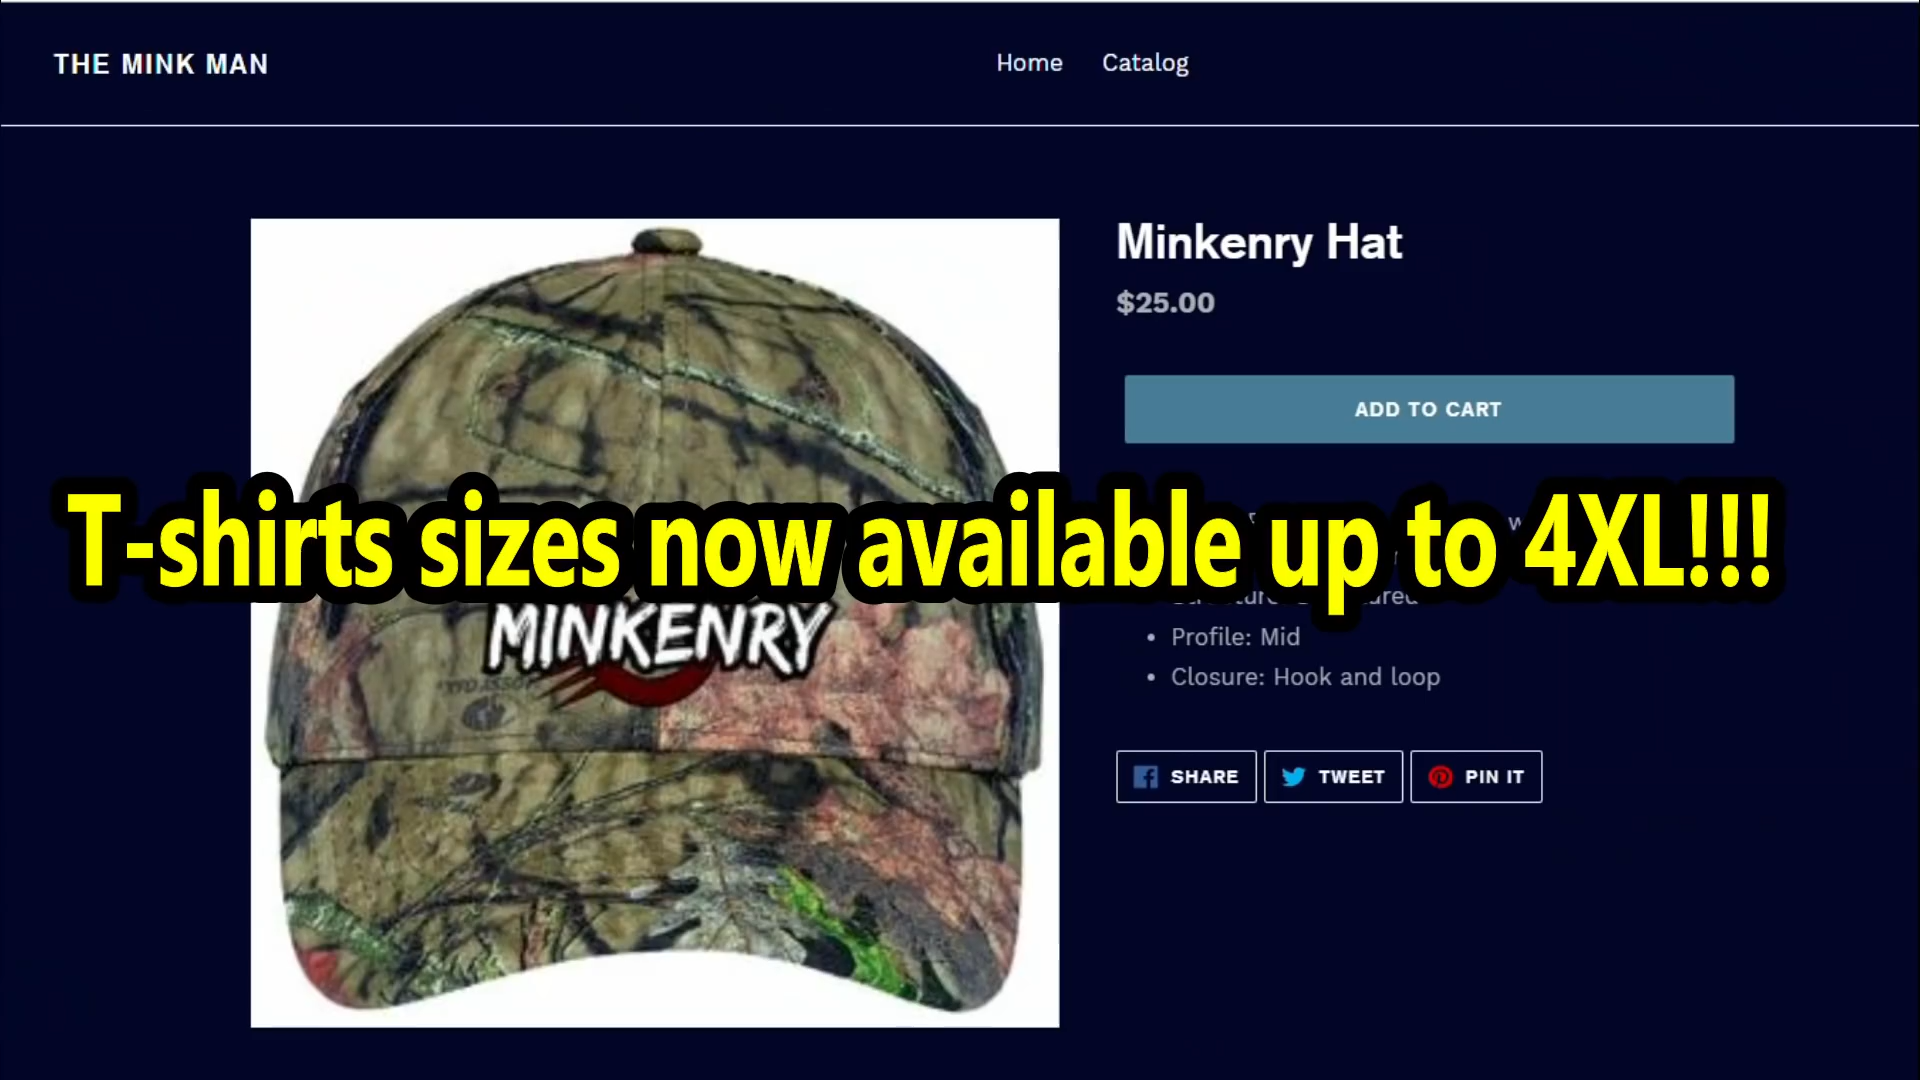 THE MINK MAN
Home Catalog
Minkenry Hat
$25.00
ADD TO CART
T-shirts sizes now available up to 4XL!!!
MINKENRY
Profile: Mid
Closure: Hook and loop
SHARE TWEET PIN IT